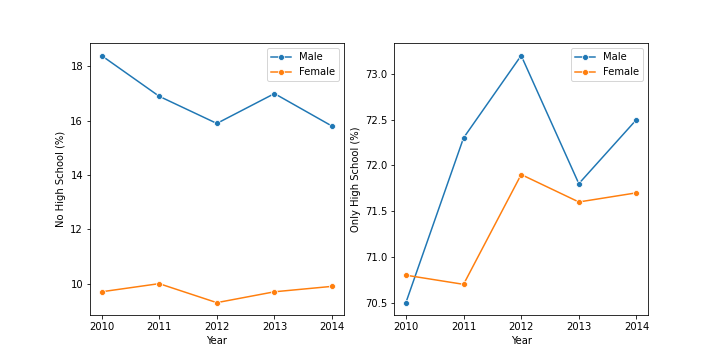 No High School (%)
18
16
14
12
10
Male
Female
2010 2011 2012 2013 2014
Year
Only High School (%)
73.0
72.5
72.0
71.5
71.0
70.5
Male
Female
2010 2011 2012 2013 2014
Year